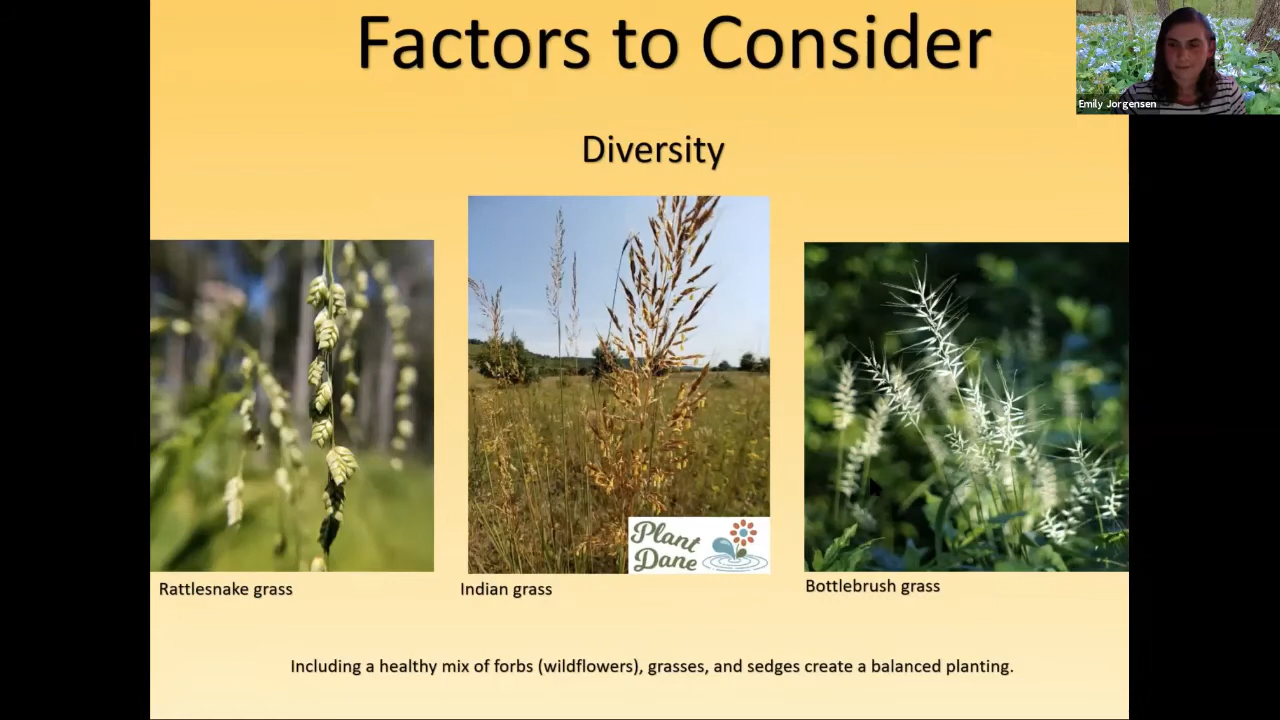 Factors to Consider
Emily Jorgensen
Diversity
Plant
Dane
Rattlesnake grass
Indian grass
Bottlebrush grass
Including a healthy mix of forbs (wildflowers), grasses, and sedges create a balanced planting.